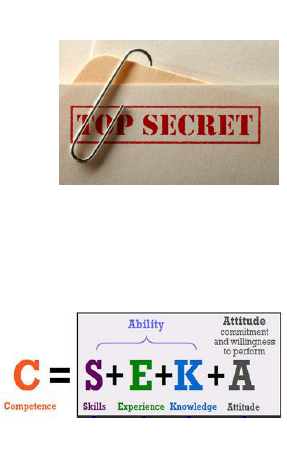 TOP SECRET
Ability
Attitude
commitment
and willingness
to perform
C = S+E+K+A
Competence
Skills Experience Knowledge Attitude